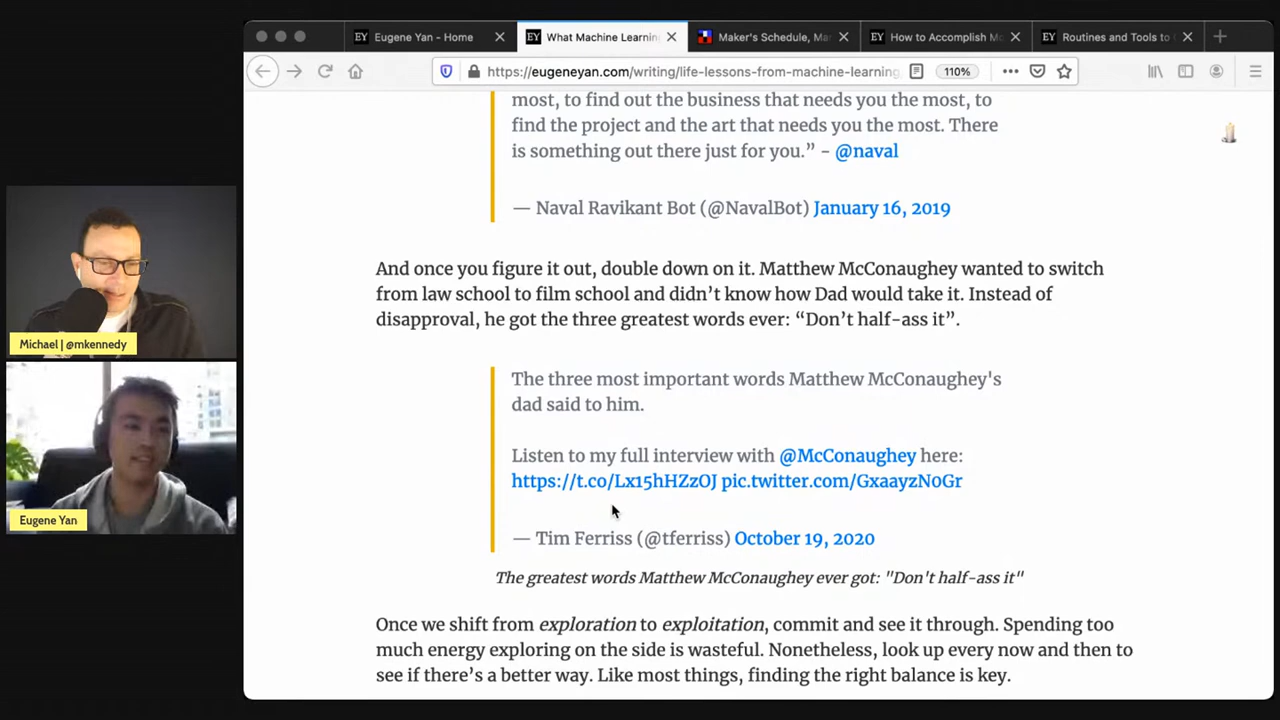 Eugene Yan - Home
What Machine Learnin
Maker's Schedule, Ma
How to Accomplish Mo
Routines and Tools to
https://eugeneyan.com/writing/life-lessons-from-machine-learning
110%
most, to find out the business that needs you the most, to
find the project and the art that needs you the most. There
is something out there just for you.” - @naval
— Naval Ravikant Bot (@NavalBot) January 16, 2019
And once you figure it out, double down on it. Matthew McConaughey wanted to switch
from law school to film school and didn’t know how Dad would take it. Instead of
disapproval, he got the three greatest words ever: “Don’t half-ass it”.
The three most important words Matthew McConaughey's
dad said to him.
Listen to my full interview with @McConaughey here:
https://t.co/Lx15hHZzOJ pic.twitter.com/GxaayzN0Gr
— Tim Ferriss (@tferriss) October 19, 2020
The greatest words Matthew McConaughey ever got: "Don't half-ass it"
Once we shift from exploration to exploitation, commit and see it through. Spending too
much energy exploring on the side is wasteful. Nonetheless, look up every now and then to
see if there’s a better way. Like most things, finding the right balance is key.
Michael | @mkennedy
Eugene Yan